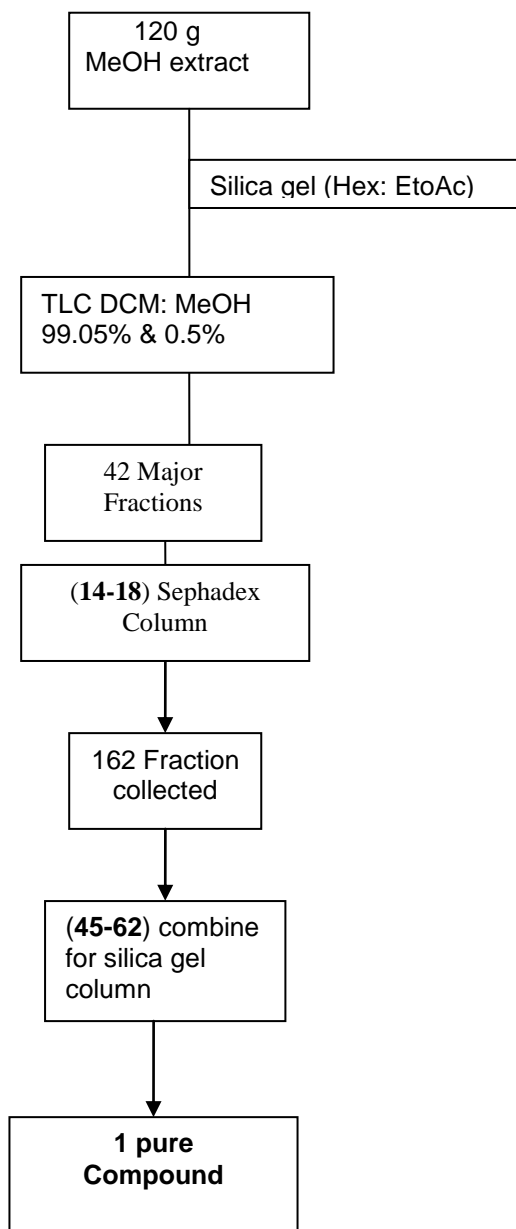 120 g
MeOH extract
Silica gel (Hex: EtoAc)
TLC DCM: MeOH
99.05% & 0.5%
42 Major
Fractions
(14-18) Sephadex
Column
162 Fraction
collected
(45-62) combine
for silica gel
column
1 pure
Compound